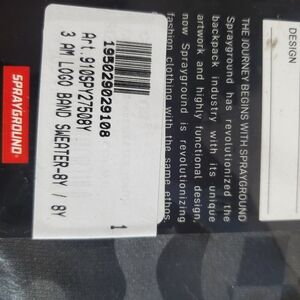 DESIGN
THE JOURNEY BEGINS WITH SPRAYGROUND
Sprayground has revolutionized the
backpack industry with its unique
artwork and highly functional design,
now Sprayground is revolutionizing
fashion clothing with the same ethos.
195029029108
Art.910SPY2750BY
3 AM LOGO BAND SWEATER-8Y / 8Y
1
SPRAYGROUND®